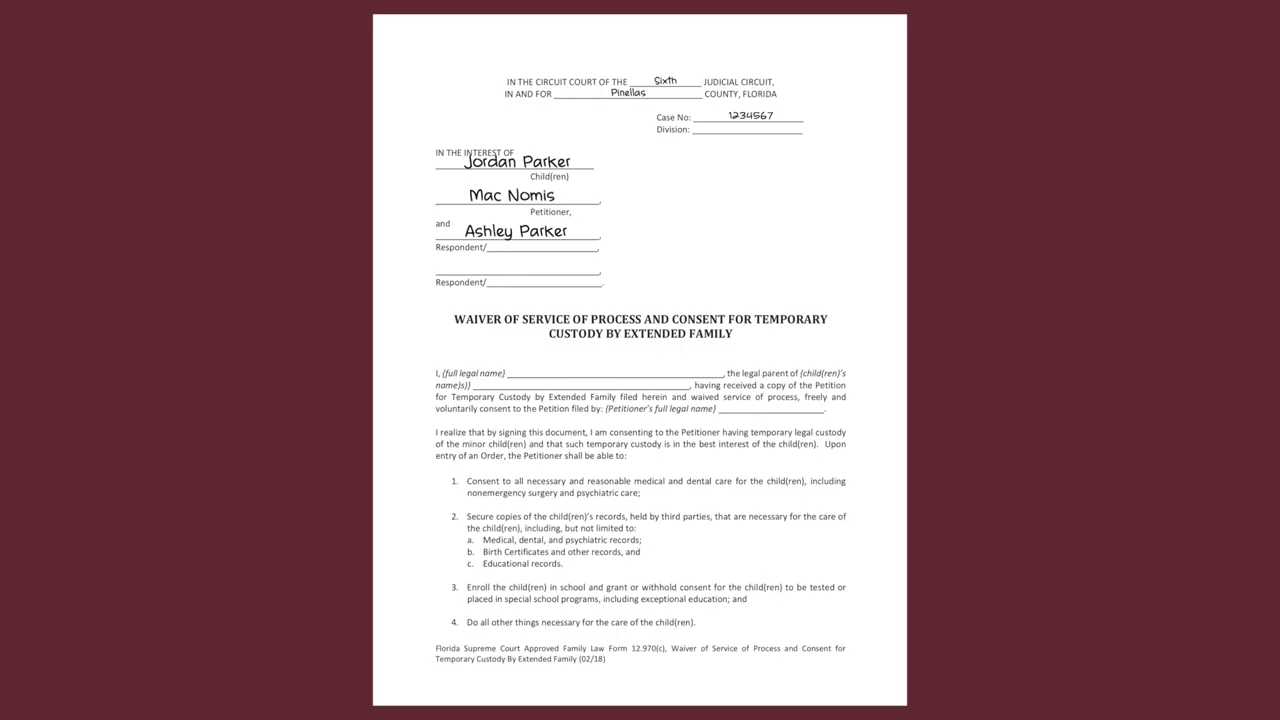 IN THE CIRCUIT COURT OF THE Sixth JUDICIAL CIRCUIT,
IN AND FOR Pinellas COUNTY, FLORIDA
Case No: 1234567
Division:
IN THE INTEREST OF
Jordan Parker
Child(ren)
Mac Nomis,
Petitioner,
and
Ashley Parker,
Respondent/,
,
Respondent/.
WAIVER OF SERVICE OF PROCESS AND CONSENT FOR TEMPORARY
CUSTODY BY EXTENDED FAMILY
I, {full legal name} , the legal parent of {child(ren)'s
name)s)} , having received a copy of the Petition
for Temporary Custody by Extended Family filed herein and waived service of process, freely and
voluntarily consent to the Petition filed by: {Petitioner's full legal name} .
I realize that by signing this document, I am consenting to the Petitioner having temporary legal custody
of the minor child(ren) and that such temporary custody is in the best interest of the child(ren). Upon
entry of an Order, the Petitioner shall be able to:
1. Consent to all necessary and reasonable medical and dental care for the child(ren), including
nonemergency surgery and psychiatric care;
2. Secure copies of the child(ren)'s records, held by third parties, that are necessary for the care of
the child(ren), including, but not limited to:
a. Medical, dental, and psychiatric records;
b. Birth Certificates and other records, and
c. Educational records.
3. Enroll the child(ren) in school and grant or withhold consent for the child(ren) to be tested or
placed in special school programs, including exceptional education; and
4. Do all other things necessary for the care of the child(ren).
Florida Supreme Court Approved Family Law Form 12.970(c), Waiver of Service of Process and Consent for
Temporary Custody By Extended Family (02/18)